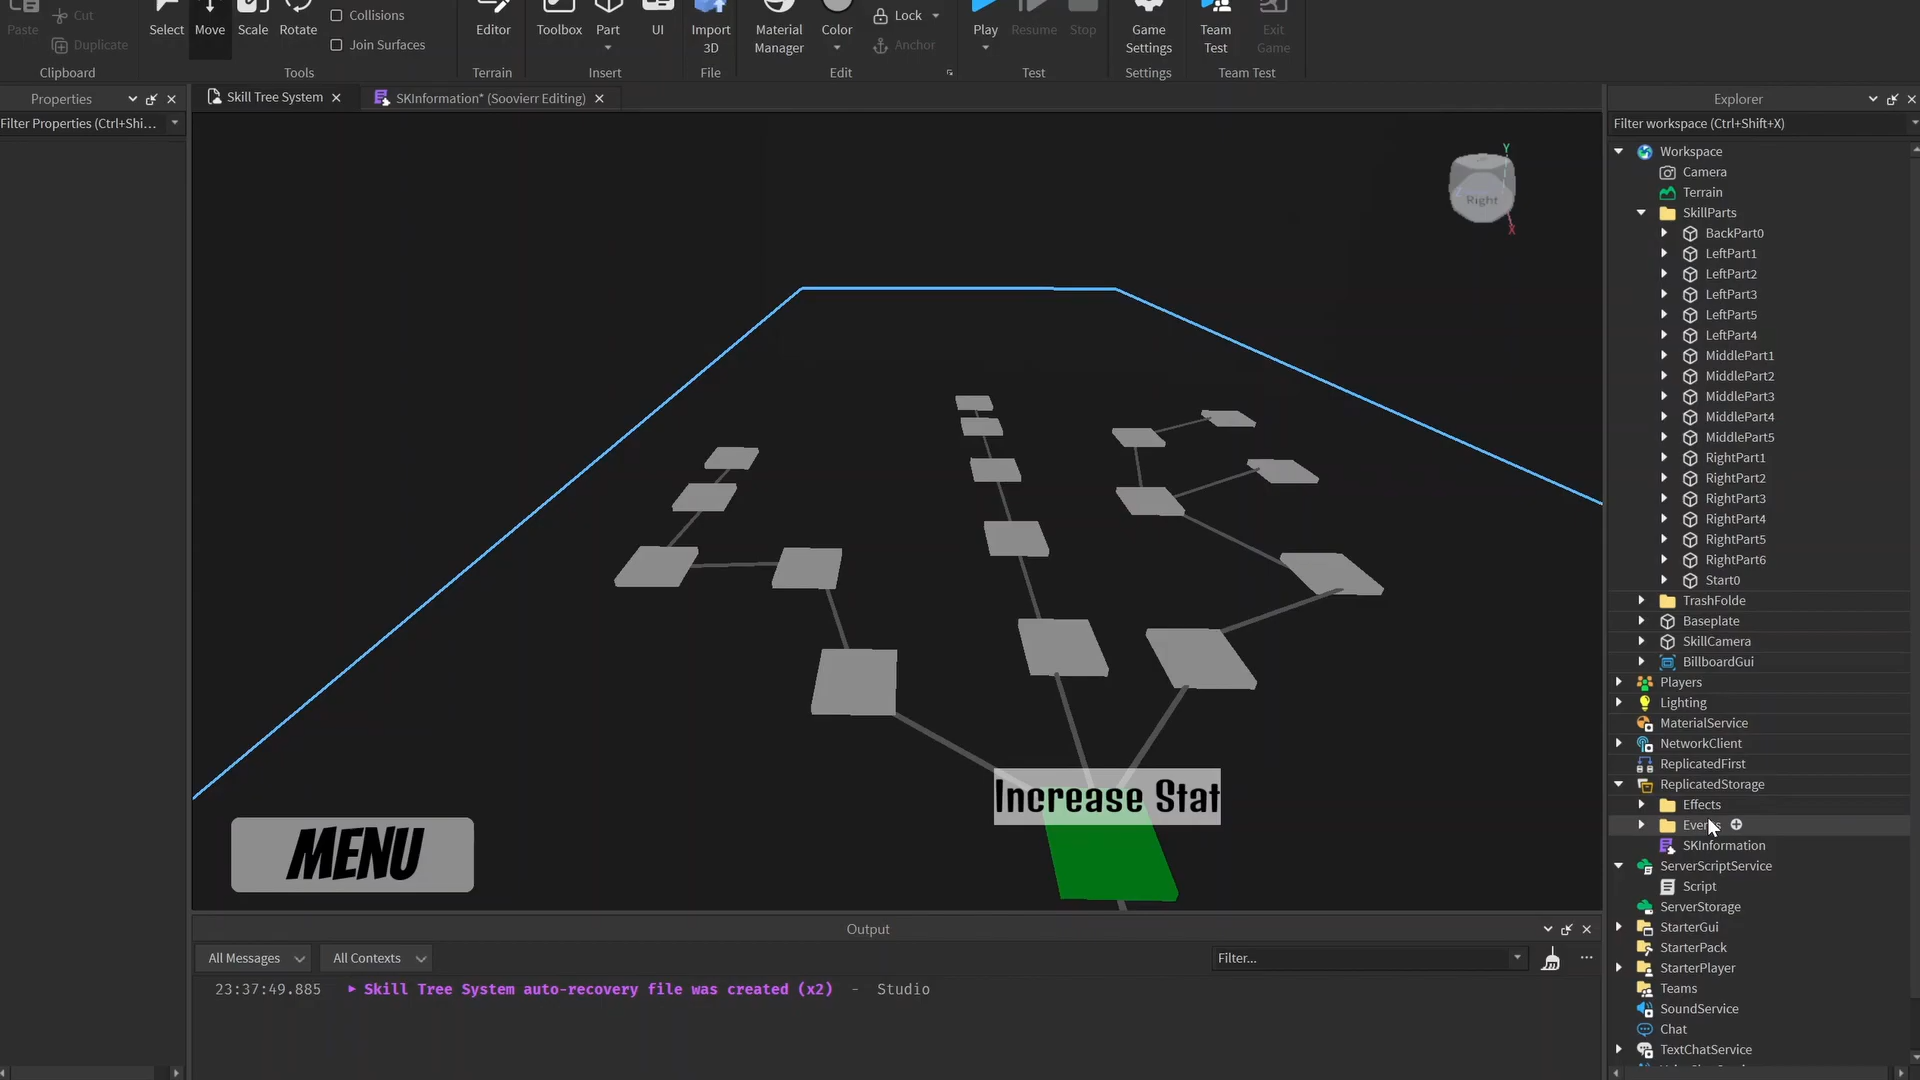 Paste
Cut
Duplicate
Clipboard
Select
Move
Scale
Rotate
Collisions
Join Surfaces
Tools
Editor
Terrain
Toolbox
Part
UI
Insert
Import
3D
File
Material
Manager
Color
Lock
Anchor
Edit
Play
Resume
Stop
Test
Game
Settings
Settings
Team
Test
Exit
Game
Team Test
Properties
Filter Properties (Ctrl+Shi...
Skill Tree System
SKInformation* (Soovierr Editing)
Y
Right
X
Increase Stat
MENU
Explorer
Filter workspace (Ctrl+Shift+X)
Workspace
Camera
Terrain
SkillParts
BackPart0
LeftPart1
LeftPart2
LeftPart3
LeftPart5
LeftPart4
MiddlePart1
MiddlePart2
MiddlePart3
MiddlePart4
MiddlePart5
RightPart1
RightPart2
RightPart3
RightPart4
RightPart5
RightPart6
Start0
TrashFolde
Baseplate
SkillCamera
BillboardGui
Players
Lighting
MaterialService
NetworkClient
ReplicatedFirst
ReplicatedStorage
Effects
SKInformation
ServerScriptService
Script
ServerStorage
StarterGui
StarterPack
StarterPlayer
Teams
SoundService
Chat
TextChatService
Output
All Messages
All Contexts
Filter...
23:37:49.885 Skill Tree System auto-recovery file was created (x2) - Studio